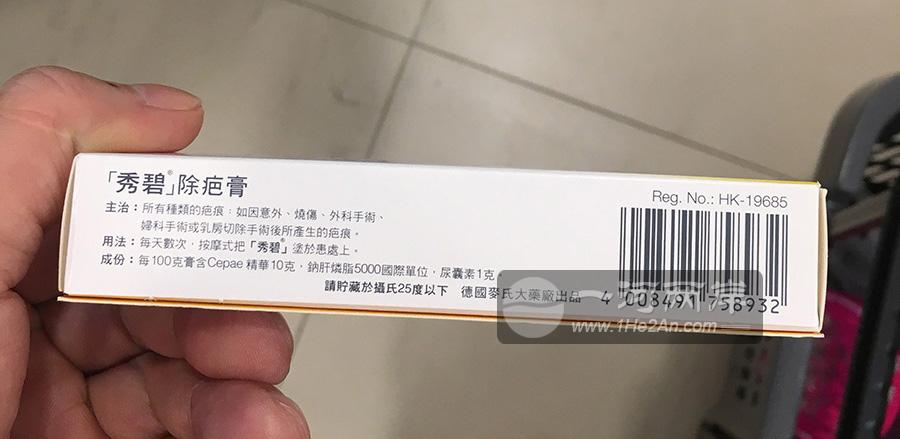 「秀碧®」除疤膏
主治：所有種類的疤痕：如因意外、燒傷、外科手術、
婦科手術或乳房切除手術後所產生的疤痕。
用法：每天數次，按摩式把「秀碧®」塗於患處上。
成份：每100克膏含Cepae 精華10克，鈉肝燐脂5000國際單位，尿囊素1克。
請貯藏於攝氏25度以下 德國麥氏大藥廠出品
Reg. No.: HK-19685
4 008491 758932
一河两岸
www.1He2An.com